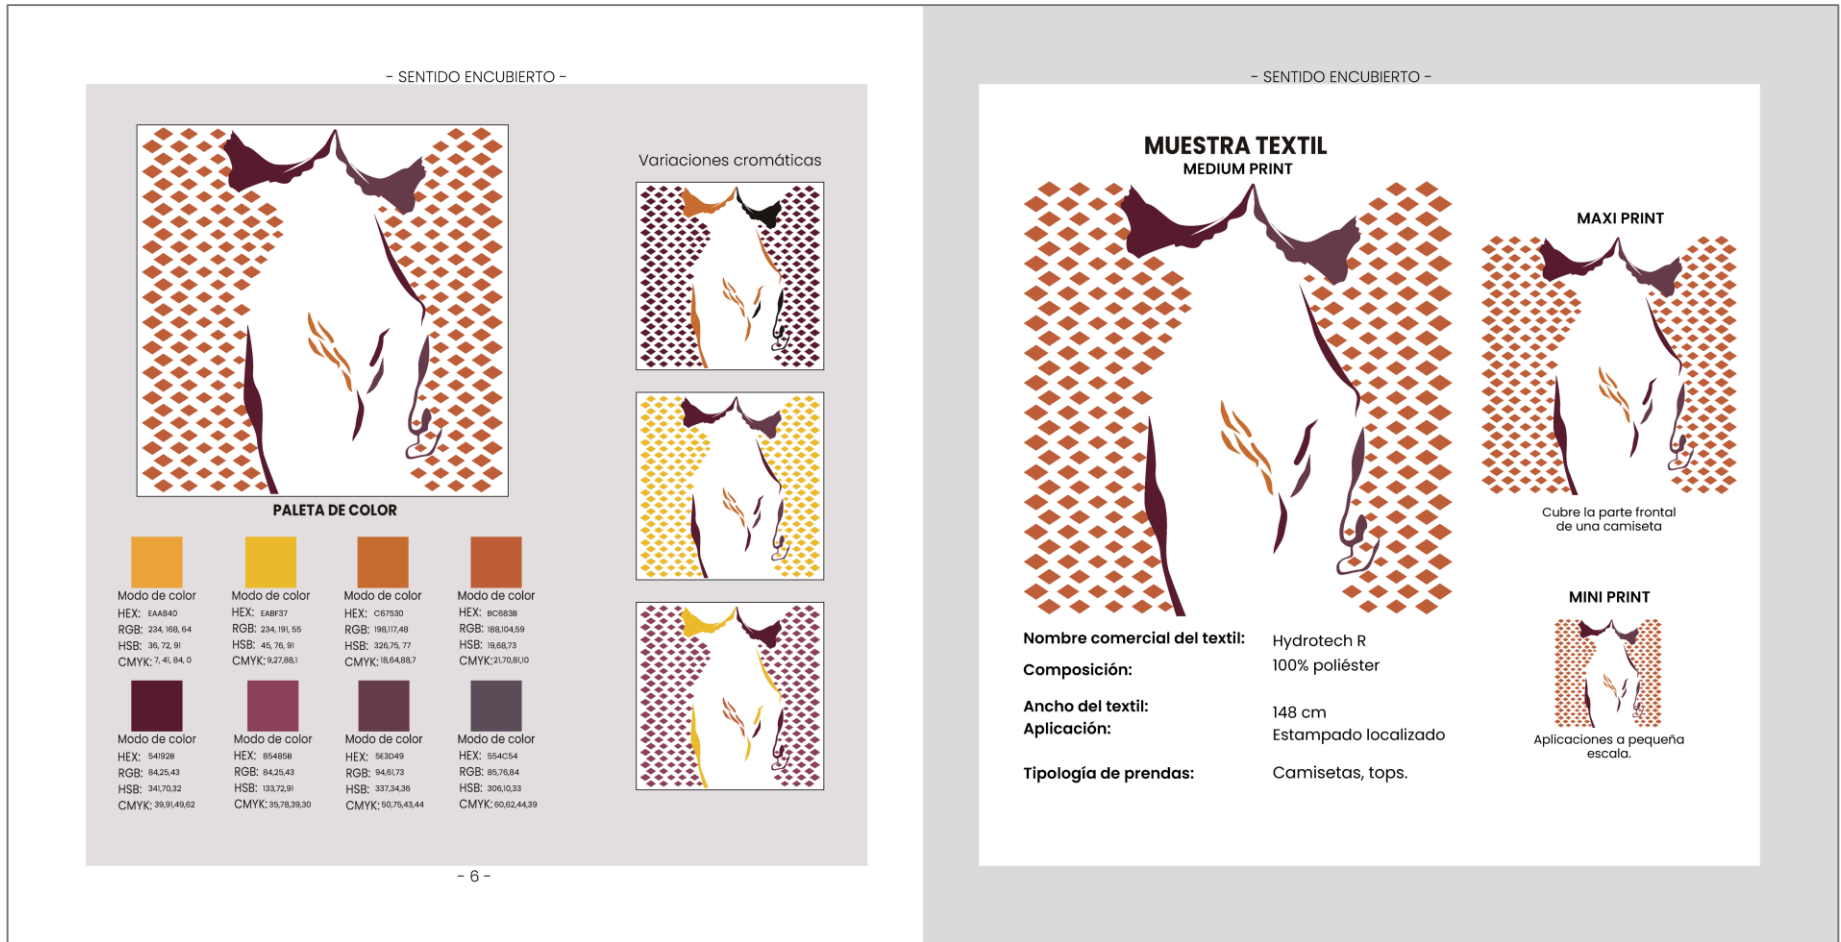 - SENTIDO ENCUBIERTO -
Variaciones cromáticas
PALETA DE COLOR
Modo de color
HEX: EAA840
RGB: 234, 168, 64
HSB: 36, 72, 91
CMYK: 7, 41, 84, 0
Modo de color
HEX: EABF37
RGB: 234, 191, 55
HSB: 45, 76, 91
CMYK: 9,27,88,1
Modo de color
HEX: C67530
RGB: 198,117,48
HSB: 326,75, 77
CMYK: 18,64,88,7
Modo de color
HEX: BC683B
RGB: 188,104,59
HSB: 19,68,73
CMYK: 21,70,81,10
Modo de color
HEX: 54192B
RGB: 84,25,43
HSB: 341,70,32
CMYK: 39,91,49,62
Modo de color
HEX: 85485B
RGB: 84,25,43
HSB: 133,72,91
CMYK: 35,78,39,30
Modo de color
HEX: 5E3D49
RGB: 94,61,73
HSB: 337,34,36
CMYK: 50,75,43,44
Modo de color
HEX: 554C54
RGB: 85,76,84
HSB: 306,10,33
CMYK: 60,62,44,39
- 6 -
- SENTIDO ENCUBIERTO -
MUESTRA TEXTIL
MEDIUM PRINT
MAXI PRINT
Cubre la parte frontal
de una camiseta
MINI PRINT
Aplicaciones a pequeña
escala.
Nombre comercial del textil: Hydrotech R
Composición: 100% poliéster
Ancho del textil: 148 cm
Aplicación: Estampado localizado
Tipología de prendas: Camisetas, tops.